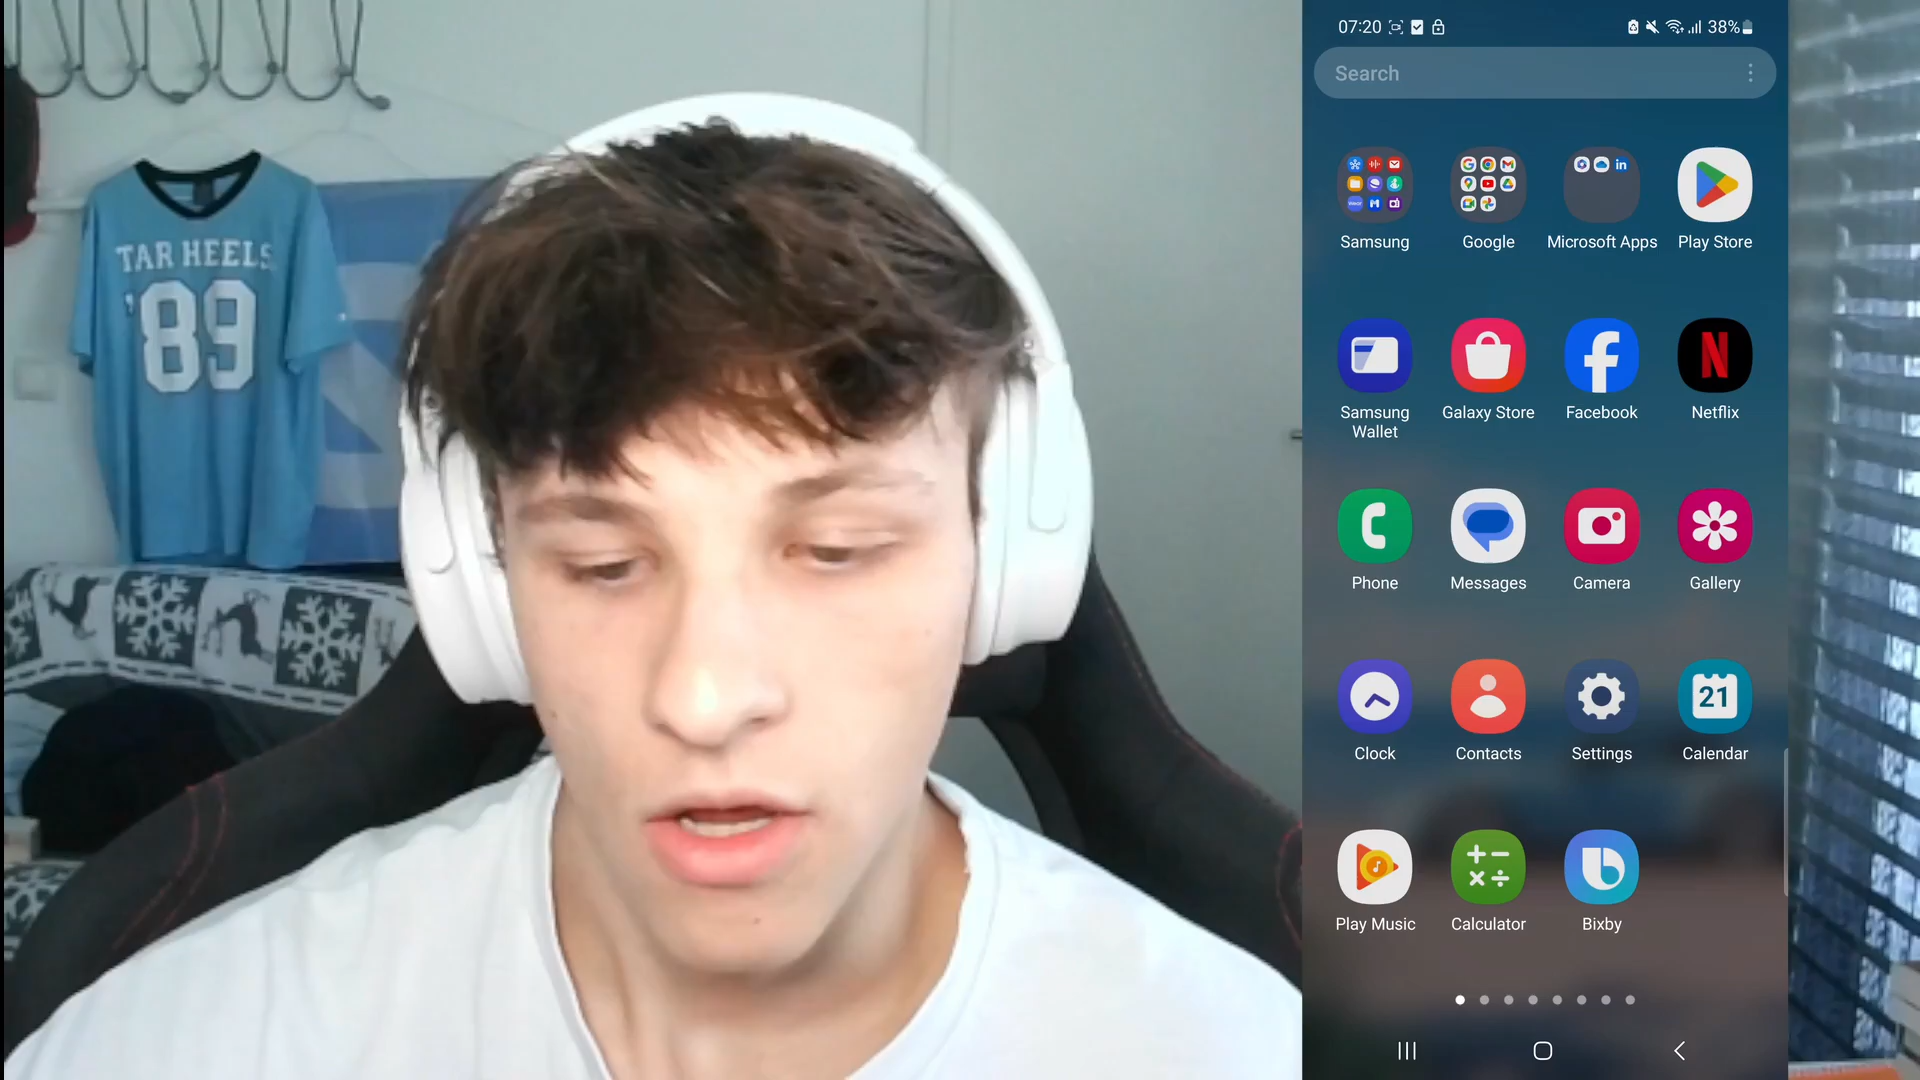 TAR HEELS
'89
07:20
38%
Search
Samsung
Google
Microsoft Apps
Play Store
Samsung
Wallet
Galaxy Store
Facebook
Netflix
Phone
Messages
Camera
Gallery
Clock
Contacts
Settings
21
Calendar
Play Music
Calculator
Bixby